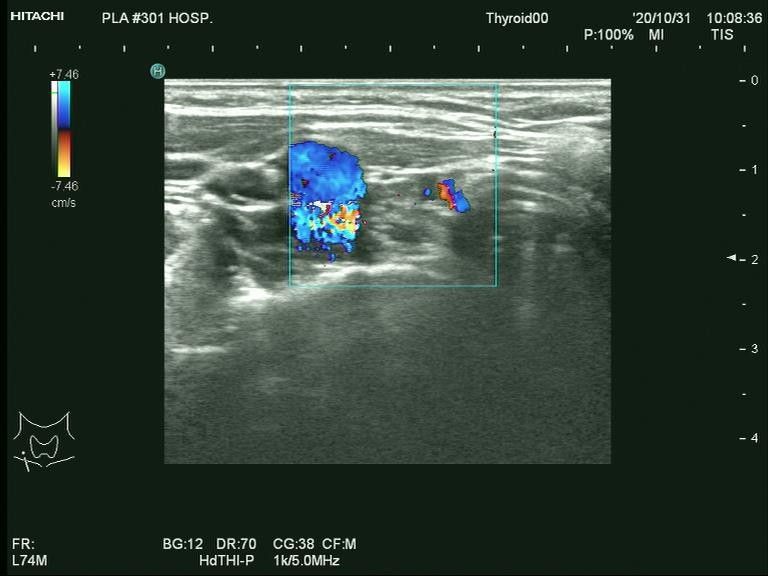 HITACHI PLA #301 HOSP. Thyroid00 '20/10/31 10:08:36
P:100% MI TIS
+7.46
-7.46
cm/s
H
0
1
2
3
4
FR: BG:12 DR:70 CG:38 CF:M
L74M HdTHI-P 1k/5.0MHz